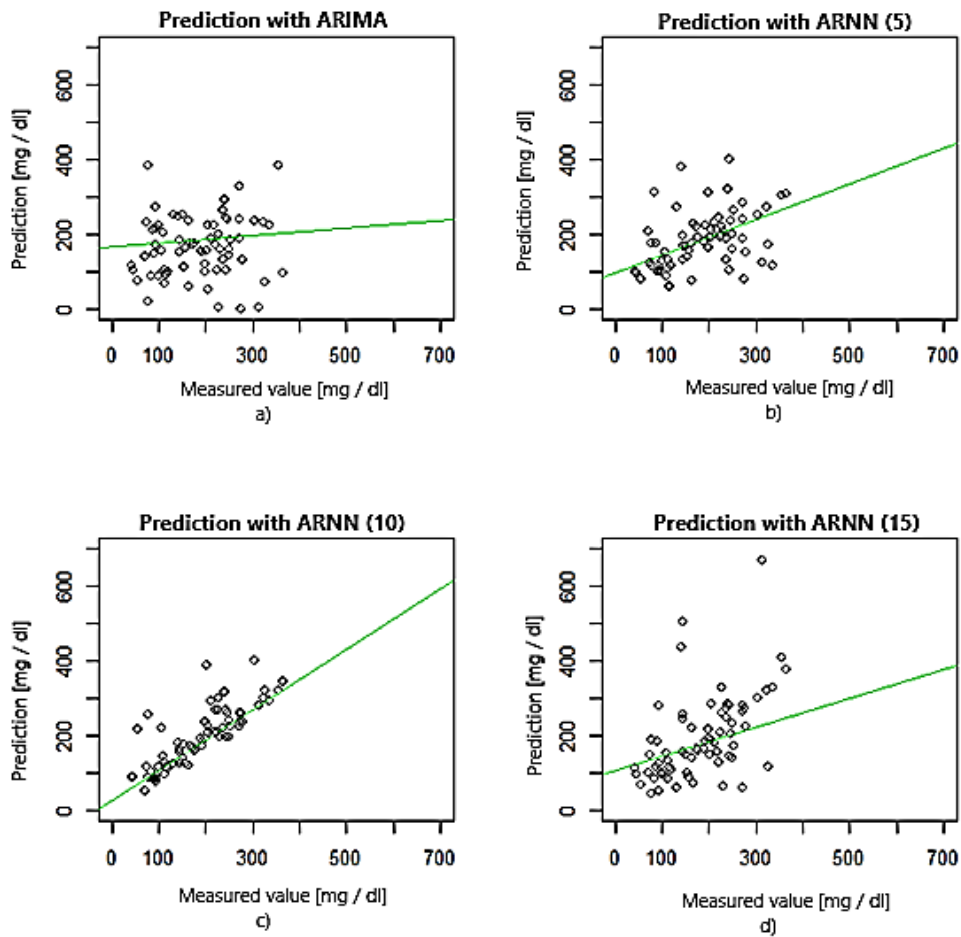 Prediction with ARIMA
Prediction [mg / dl]
600
400
200
0
0 100 300 500 700
Measured value [mg / dl]
a)
Prediction with ARNN (5)
Prediction [mg / dl]
600
400
200
0
0 100 300 500 700
Measured value [mg / dl]
b)
Prediction with ARNN (10)
Prediction [mg / dl]
600
400
200
0
0 100 300 500 700
Measured value [mg / dl]
c)
Prediction with ARNN (15)
Prediction [mg / dl]
600
400
200
0
0 100 300 500 700
Measured value [mg / dl]
d)